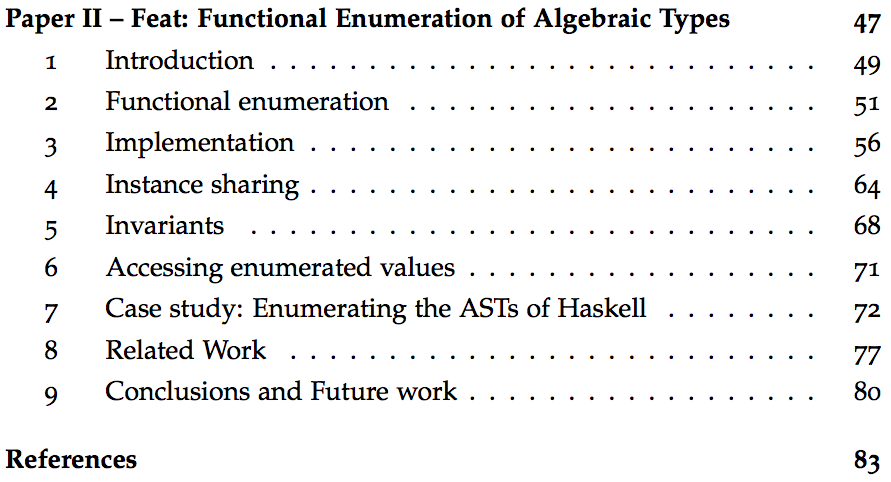 Paper II – Feat: Functional Enumeration of Algebraic Types 47
1 Introduction . . . . . . . . . . . . . . . . . . . . . . . . . . . . 49
2 Functional enumeration . . . . . . . . . . . . . . . . . . . . . 51
3 Implementation . . . . . . . . . . . . . . . . . . . . . . . . . . 56
4 Instance sharing . . . . . . . . . . . . . . . . . . . . . . . . . . 64
5 Invariants . . . . . . . . . . . . . . . . . . . . . . . . . . . . . 68
6 Accessing enumerated values . . . . . . . . . . . . . . . . . . 71
7 Case study: Enumerating the ASTs of Haskell . . . . . . . . 72
8 Related Work . . . . . . . . . . . . . . . . . . . . . . . . . . . 77
9 Conclusions and Future work . . . . . . . . . . . . . . . . . . 80
References 83